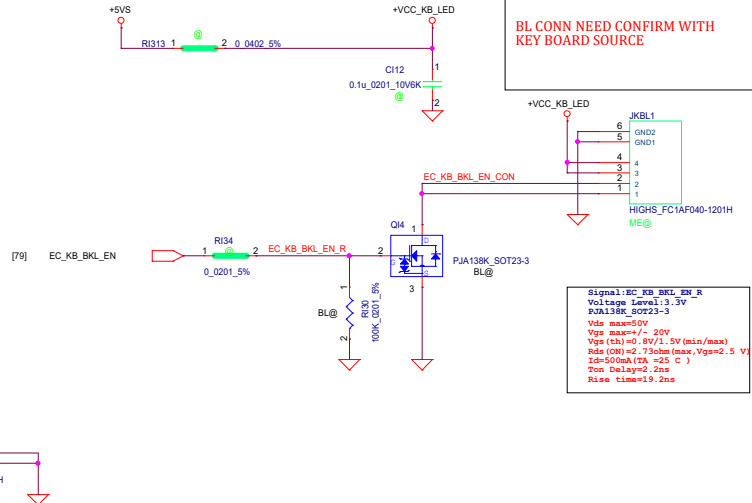 +5VS
+VCC_KB_LED
BL CONN NEED CONFIRM WITH
KEY BOARD SOURCE
@
RI313 1 2 0_0402_5%
CI12
1
0.1u_0201_10V6K
@
2
+VCC_KB_LED
JKBL1
6 GND2
5 GND1
4 4
3 3
2 2
1 1
HIGHS_FC1AF040-1201H
ME@
EC_KB_BKL_EN_CON
QI4
1
D
G
S
2
3
PJA138K_SOT23-3
BL@
[79] EC_KB_BKL_EN
RI34
1 @ 2
0_0201_5%
EC_KB_BKL_EN_R
1
BL@
2
RI30
100K_0201_5%
Signal:EC_KB_BKL_EN_R
Voltage Level:3.3V
PJA138K_SOT23-3
Vds max=50V
Vgs max=+/- 20V
Vgs(th)=0.8V/1.5V(min/max)
Rds(ON)=2.73ohm(max,Vgs=2.5 V)
Id=500mA(TA =25 C )
Ton Delay=2.2ns
Rise time=19.2ns
H